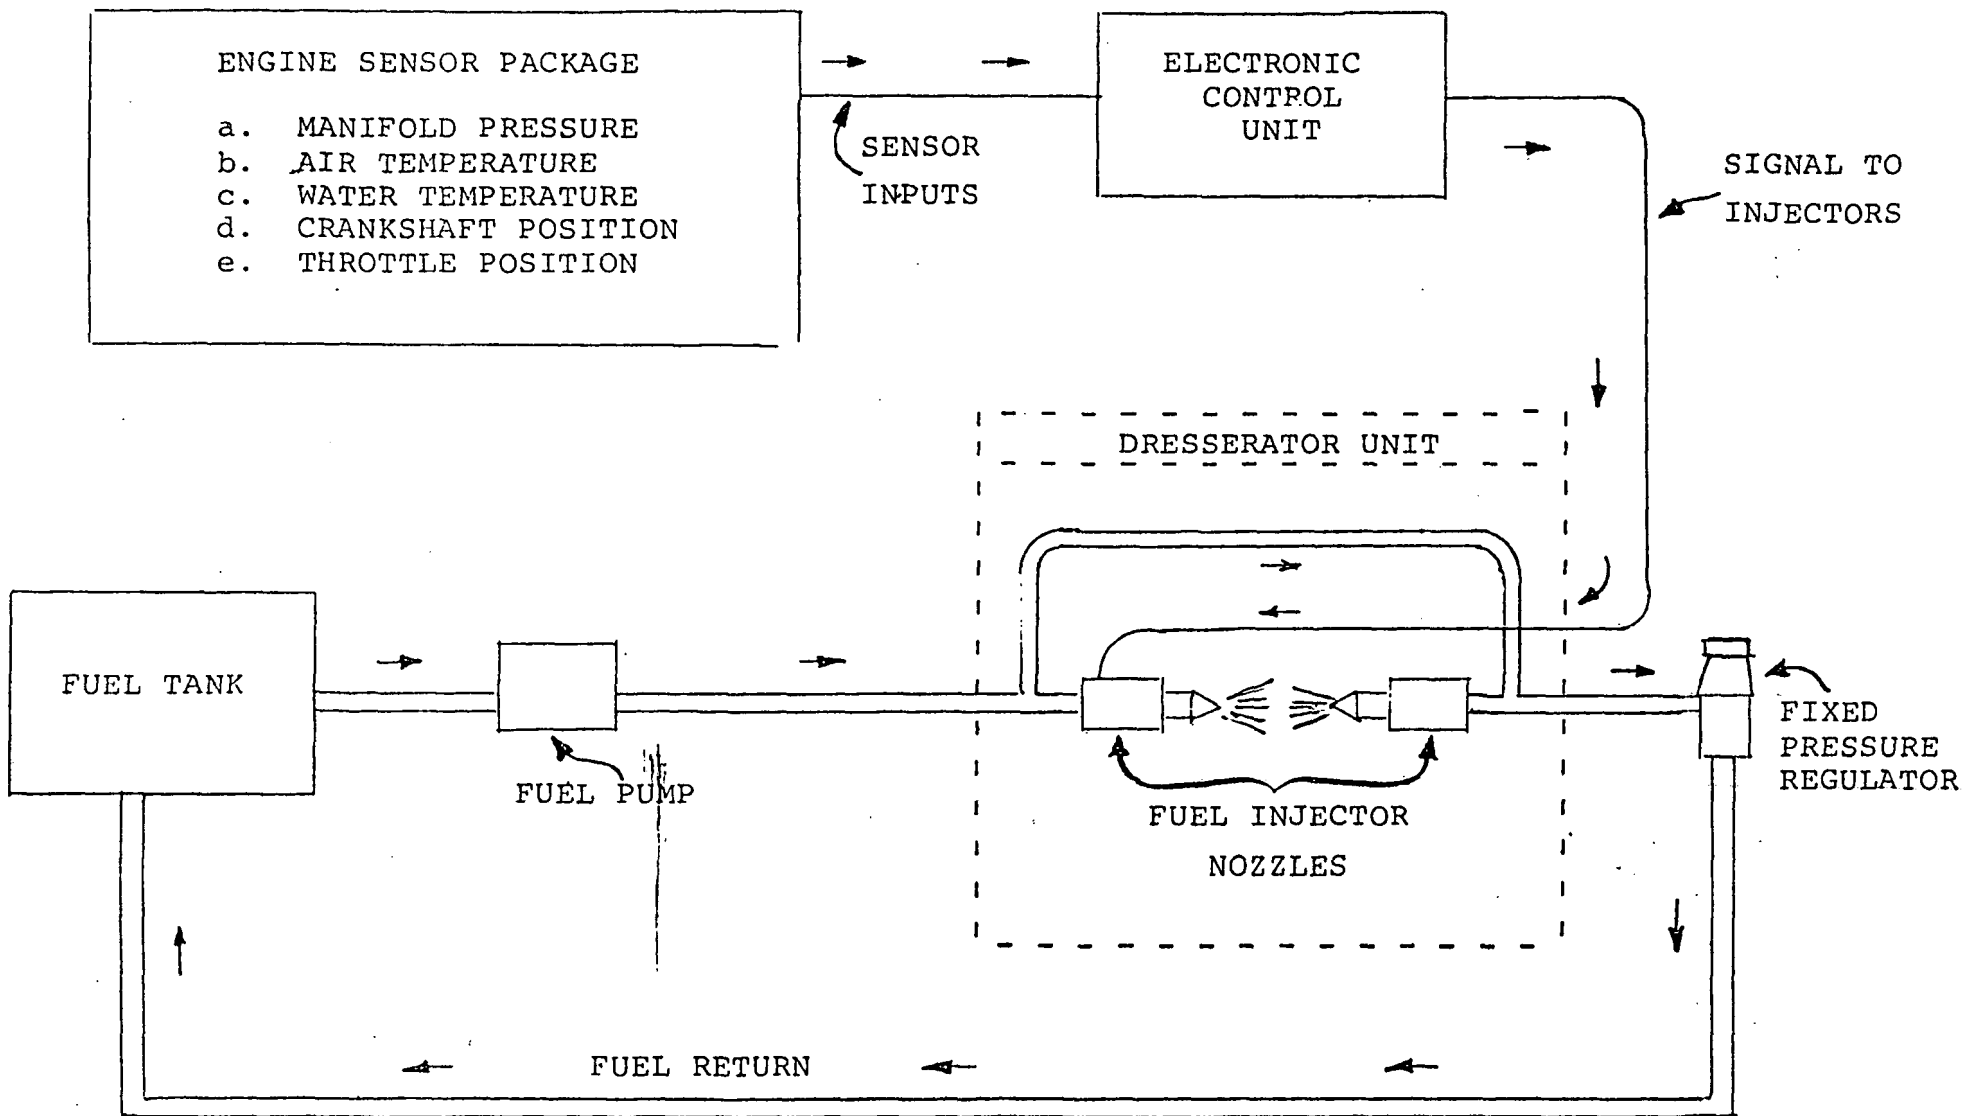 ENGINE SENSOR PACKAGE
a. MANIFOLD PRESSURE
b. AIR TEMPERATURE
c. WATER TEMPERATURE
d. CRANKSHAFT POSITION
e. THROTTLE POSITION
SENSOR
INPUTS
ELECTRONIC
CONTROL
UNIT
SIGNAL TO
INJECTORS
DRESSERATOR UNIT
FUEL TANK
FUEL PUMP
FUEL INJECTOR
NOZZLES
FIXED
PRESSURE
REGULATOR
FUEL RETURN